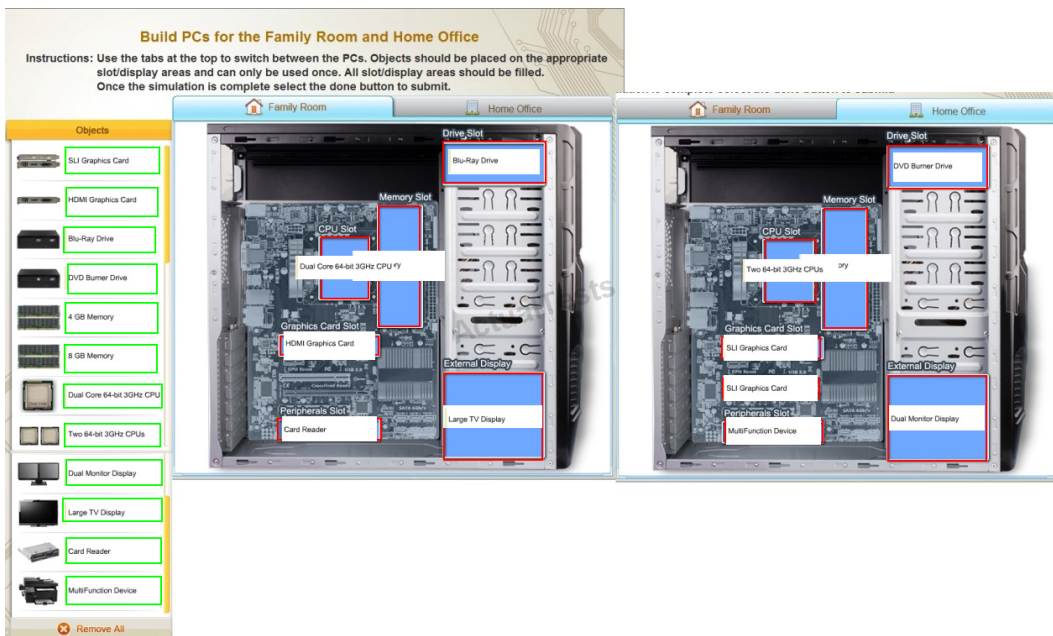 Build PCs for the Family Room and Home Office
Instructions: Use the tabs at the top to switch between the PCs. Objects should be placed on the appropriate
slot/display areas and can only be used once. All slot/display areas should be filled.
Once the simulation is complete select the done button to submit.
Objects
SLI Graphics Card
HDMI Graphics Card
Blu-Ray Drive
DVD Burner Drive
4 GB Memory
8 GB Memory
Dual Core 64-bit 3GHz CPU
Two 64-bit 3GHz CPUs
Dual Monitor Display
Large TV Display
Card Reader
MultiFunction Device
Remove All
Family Room
Home Office
Drive Slot
Blu-Ray Drive
Memory Slot
CPU Slot
Dual Core 64-bit 3GHz CPU
ActualTests
Graphics Card Slot
HDMI Graphics Card
External Display
Large TV Display
Peripherals Slot
Card Reader
Family Room
Home Office
Drive Slot
DVD Burner Drive
Memory Slot
CPU Slot
Two 64-bit 3GHz CPUs
Graphics Card Slot
SLI Graphics Card
External Display
SLI Graphics Card
Dual Monitor Display
Peripherals Slot
MultiFunction Device